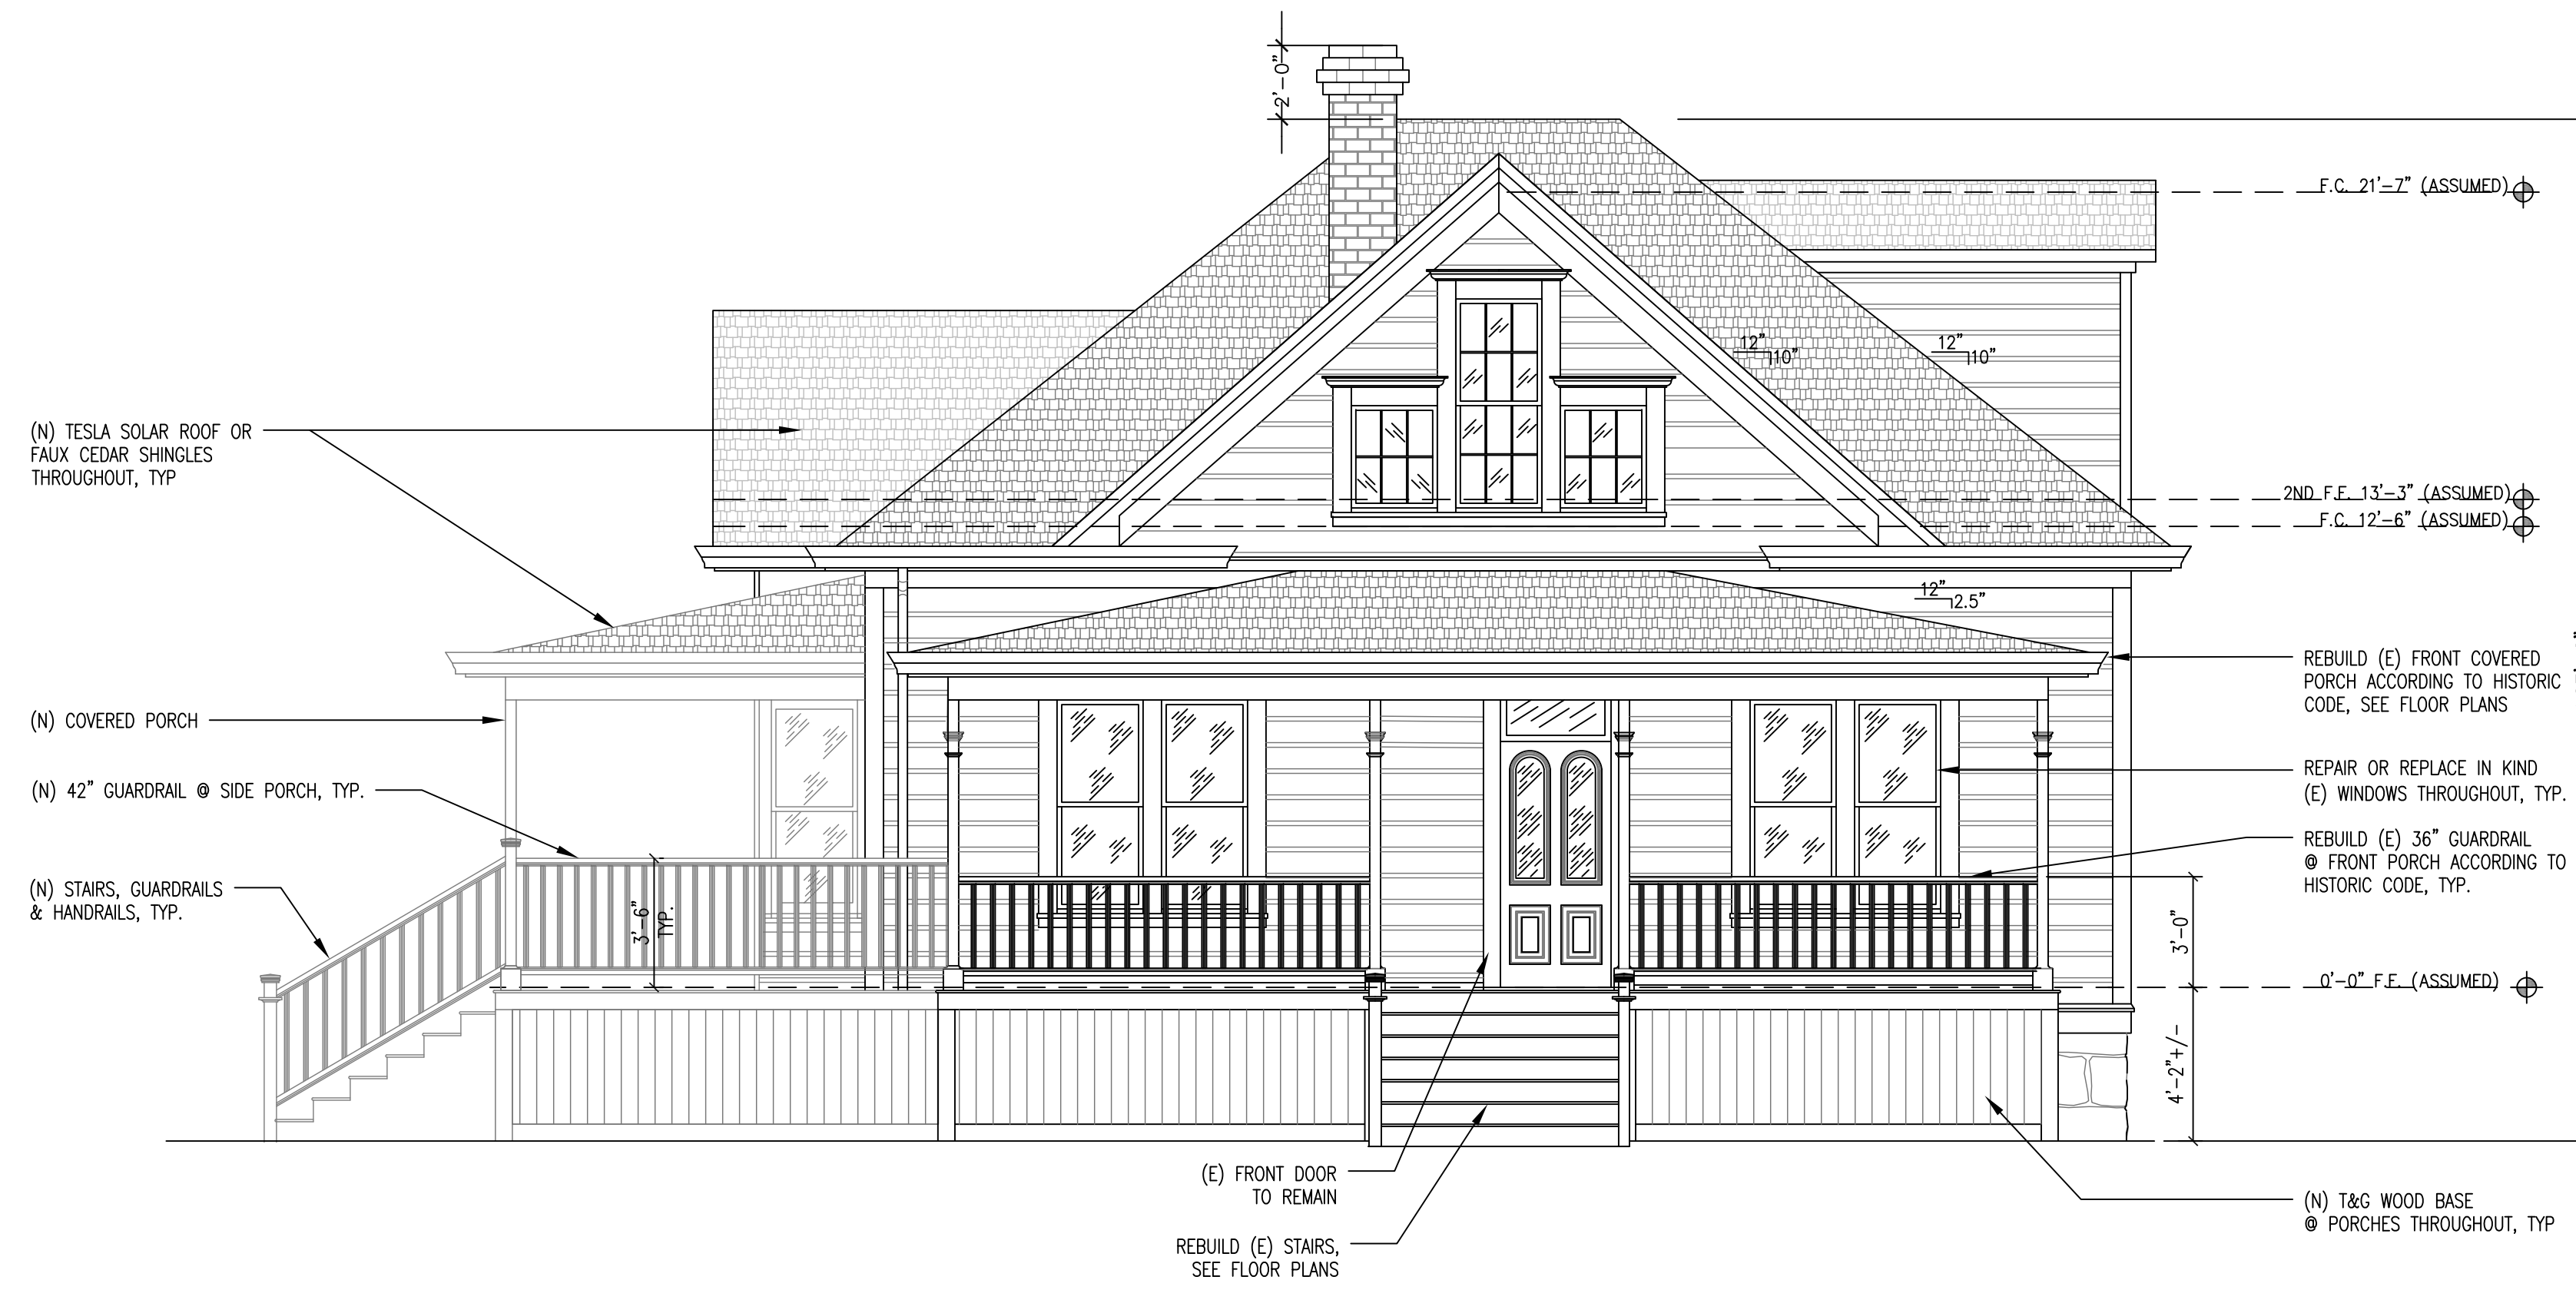 2'-0"
F.C. 21'-7" (ASSUMED)
12"
10"
12"
10"
(N) TESLA SOLAR ROOF OR
FAUX CEDAR SHINGLES
THROUGHOUT, TYP
2ND F.F. 13'-3" (ASSUMED)
F.C. 12'-6" (ASSUMED)
12"
2.5"
REBUILD (E) FRONT COVERED
PORCH ACCORDING TO HISTORIC
CODE, SEE FLOOR PLANS
(N) COVERED PORCH
REPAIR OR REPLACE IN KIND
(E) WINDOWS THROUGHOUT, TYP.
(N) 42" GUARDRAIL @ SIDE PORCH, TYP.
REBUILD (E) 36" GUARDRAIL
@ FRONT PORCH ACCORDING TO
HISTORIC CODE, TYP.
(N) STAIRS, GUARDRAILS
& HANDRAILS, TYP.
3'-6"
TYP.
3'-0"
0'-0" F.F. (ASSUMED)
4'-2"+/-
(E) FRONT DOOR
TO REMAIN
(N) T&G WOOD BASE
@ PORCHES THROUGHOUT, TYP
REBUILD (E) STAIRS,
SEE FLOOR PLANS